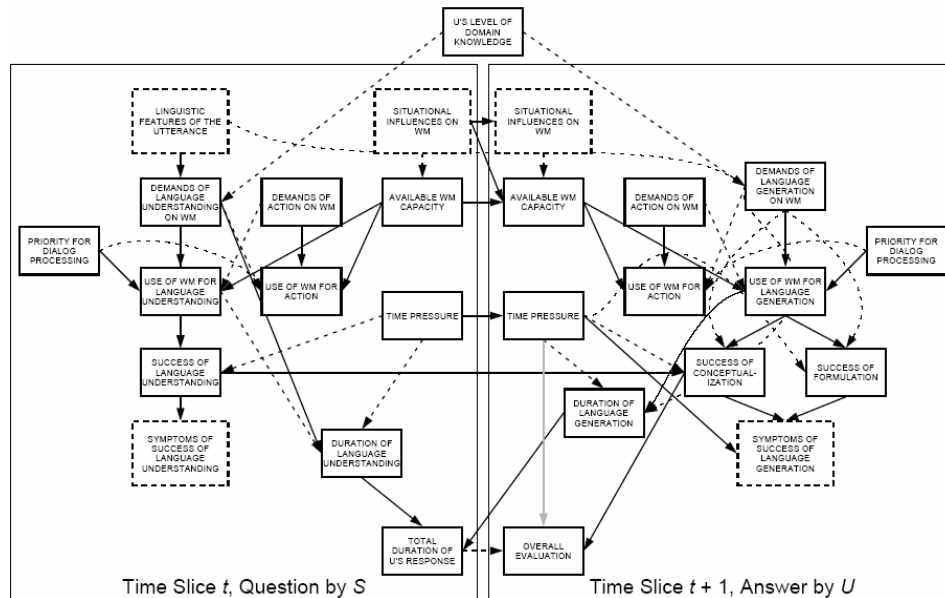 U'S LEVEL OF
DOMAIN
KNOWLEDGE
LINGUISTIC
FEATURES OF THE
UTTERANCE
SITUATIONAL
INFLUENCES ON
WM
DEMANDS OF
LANGUAGE
UNDERSTANDING
ON WM
DEMANDS OF
ACTION ON WM
AVAILABLE WM
CAPACITY
PRIORITY FOR
DIALOG
PROCESSING
USE OF WM FOR
LANGUAGE
UNDERSTANDING
USE OF WM FOR
ACTION
TIME PRESSURE
SUCCESS OF
LANGUAGE
UNDERSTANDING
SYMPTOMS OF
SUCCESS OF
LANGUAGE
UNDERSTANDING
DURATION OF
LANGUAGE
UNDERSTANDING
TOTAL
DURATION OF
U'S RESPONSE
Time Slice t, Question by S
SITUATIONAL
INFLUENCES ON
WM
DEMANDS OF
LANGUAGE
GENERATION ON
WM
AVAILABLE WM
CAPACITY
DEMANDS OF
ACTION ON WM
PRIORITY FOR
DIALOG
PROCESSING
USE OF WM FOR
ACTION
USE OF WM FOR
LANGUAGE
GENERATION
TIME PRESSURE
SUCCESS OF
CONCEPTUAL-
IZATION
SUCCESS OF
FORMULATION
DURATION OF
LANGUAGE
GENERATION
SYMPTOMS OF
SUCCESS OF
LANGUAGE
GENERATION
OVERALL
EVALUATION
Time Slice t + 1, Answer by U